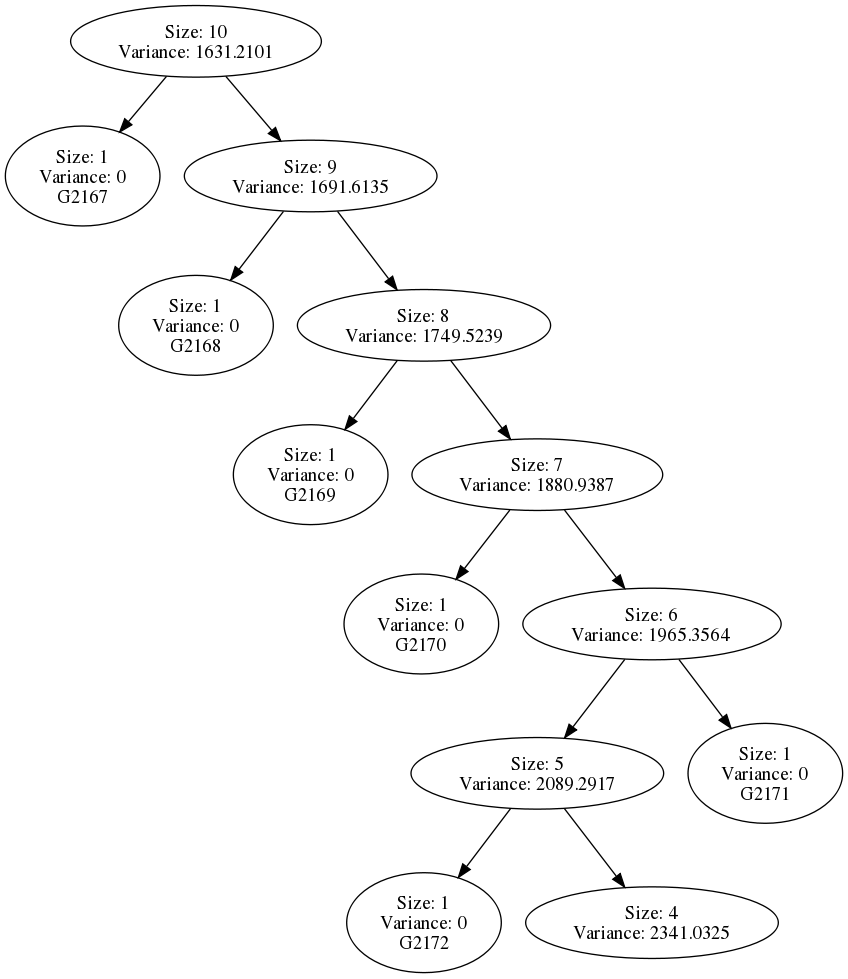 Size: 10
Variance: 1631.2101
Size: 1
Variance: 0
G2167
Size: 9
Variance: 1691.6135
Size: 1
Variance: 0
G2168
Size: 8
Variance: 1749.5239
Size: 1
Variance: 0
G2169
Size: 7
Variance: 1880.9387
Size: 1
Variance: 0
G2170
Size: 6
Variance: 1965.3564
Size: 5
Variance: 2089.2917
Size: 1
Variance: 0
G2171
Size: 1
Variance: 0
G2172
Size: 4
Variance: 2341.0325